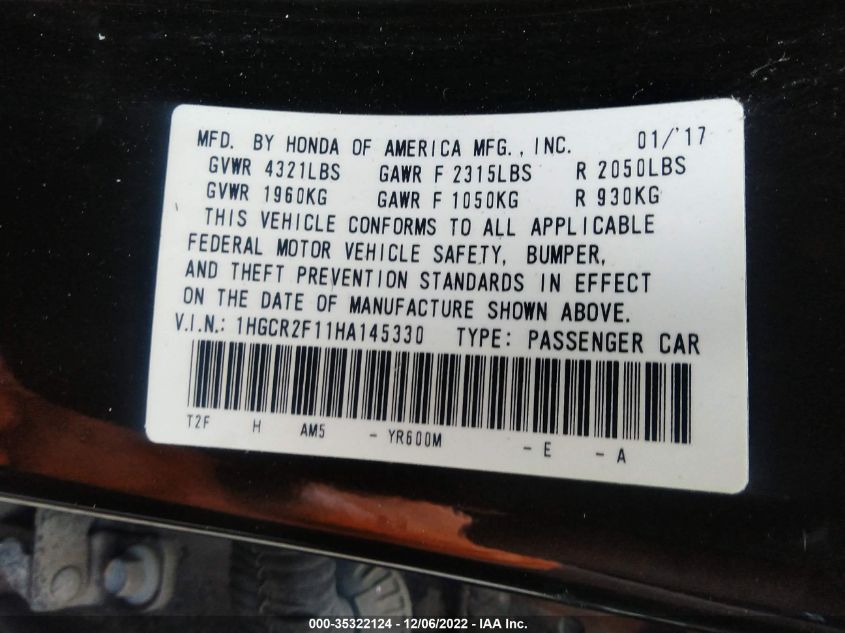 MFD. BY HONDA OF AMERICA MFG., INC. 01/'17
GVWR 4321LBS GAWR F 2315LBS R 2050LBS
GVWR 1960KG GAWR F 1050KG R 930KG
THIS VEHICLE CONFORMS TO ALL APPLICABLE
FEDERAL MOTOR VEHICLE SAFETY, BUMPER,
AND THEFT PREVENTION STANDARDS IN EFFECT
ON THE DATE OF MANUFACTURE SHOWN ABOVE.
V.I.N.: 1HGCR2F11HA145330 TYPE: PASSENGER CAR
T2F H AM5 - YR600M - E - A
000-35322124 - 12/06/2022 - IAA Inc.